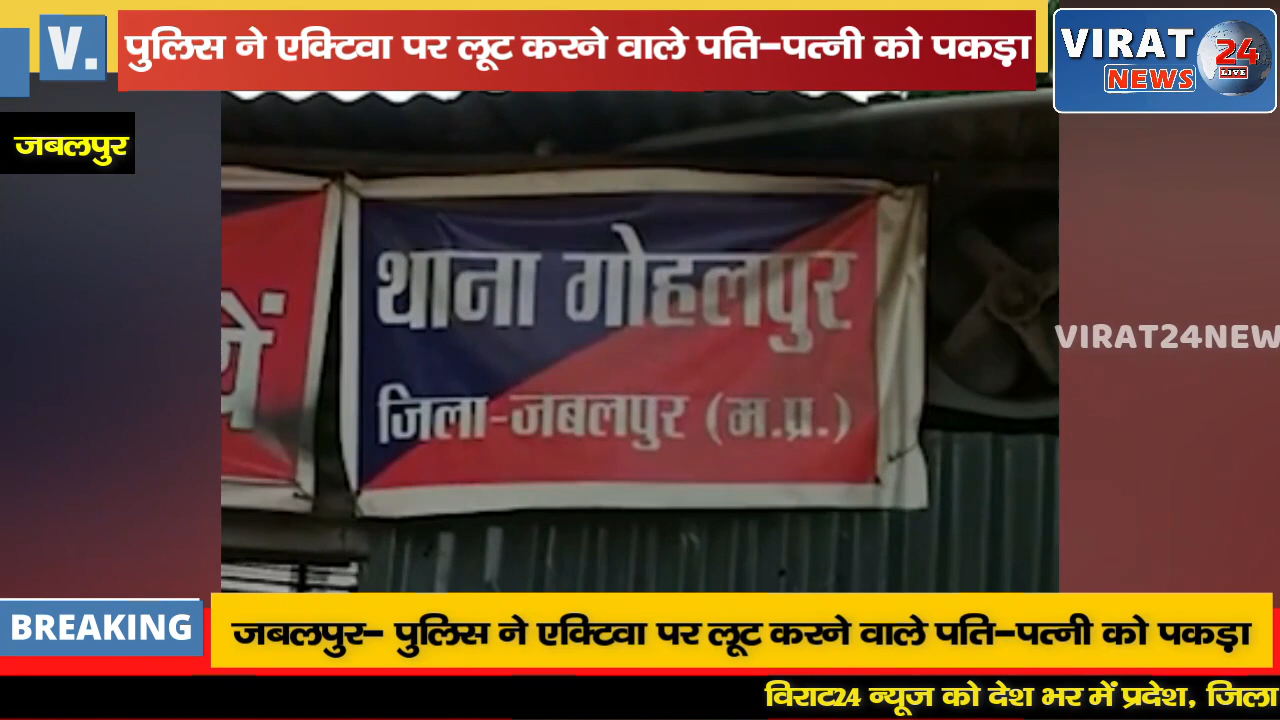 V.
पुलिस ने एक्टिवा पर लूट करने वाले पति-पत्नी को पकड़ा
VIRAT
NEWS
24
LIVE
जबलपुर
थाना गोहलपुर
जिला-जबलपुर (म.प्र.)
यें
VIRAT24NEW
BREAKING
जबलपुर- पुलिस ने एक्टिवा पर लूट करने वाले पति-पत्नी को पकड़ा
विराट24 न्यूज को देश भर में प्रदेश, जिला